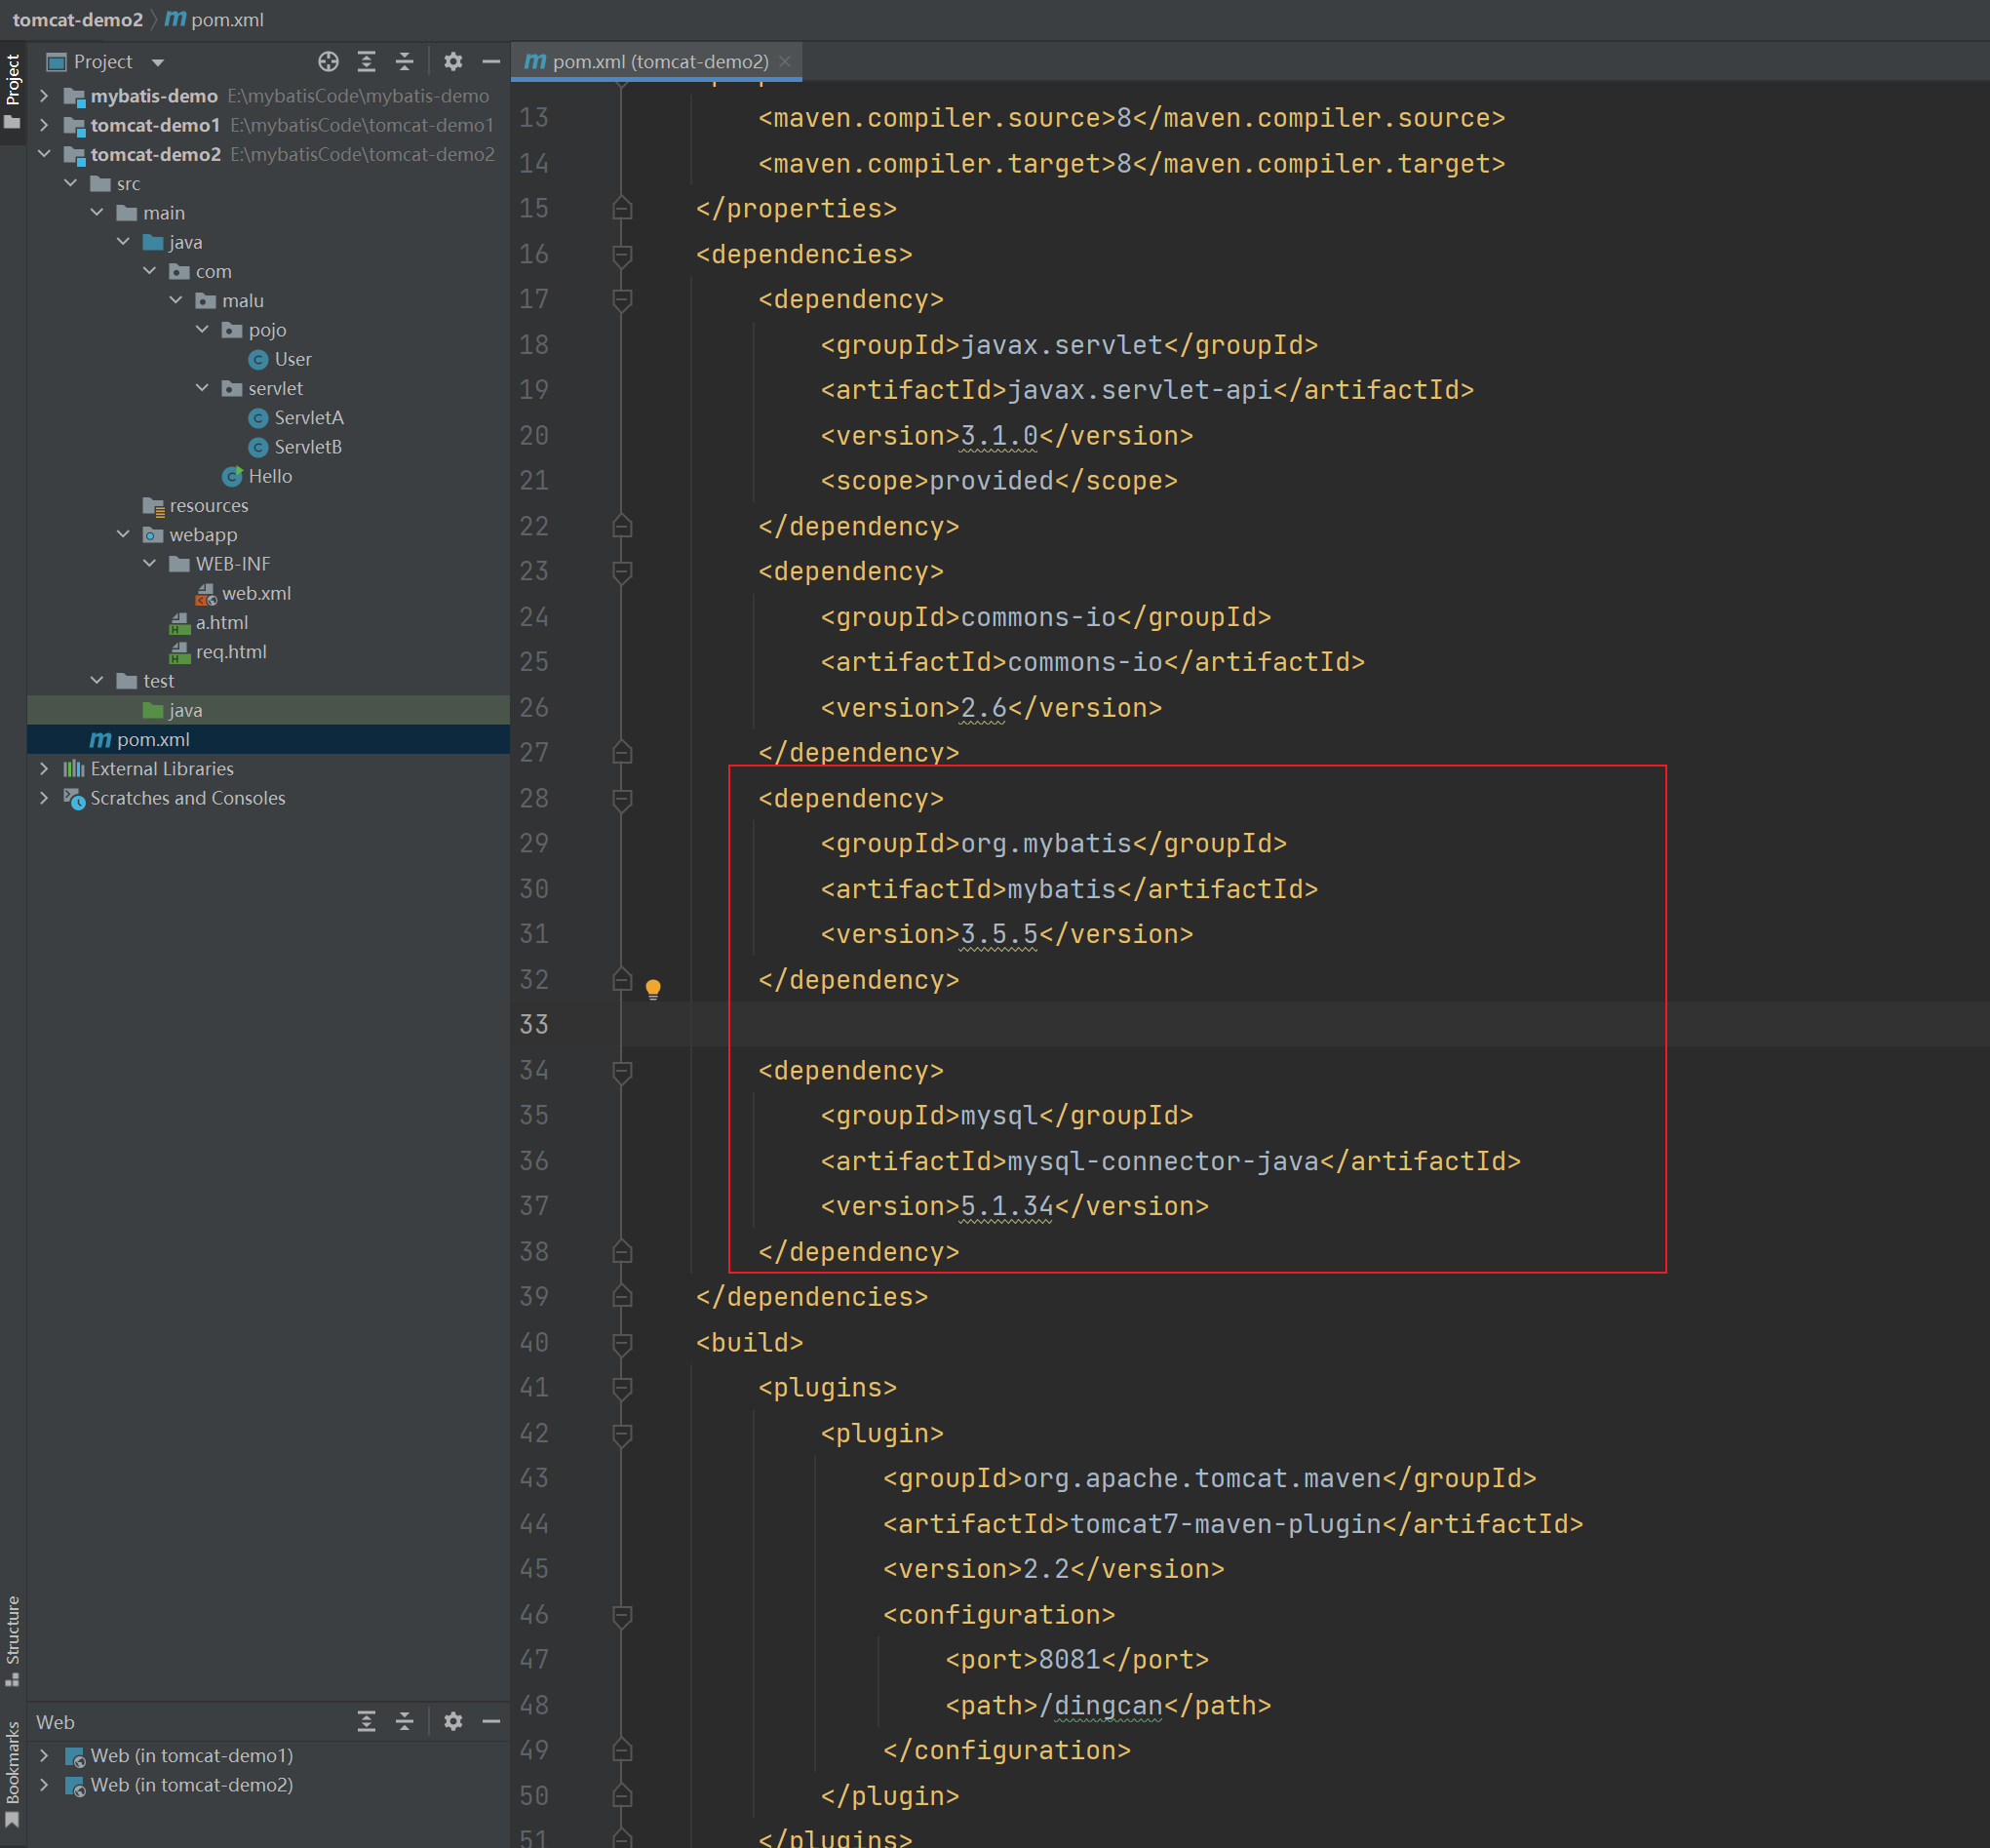 tomcat-demo2 pom.xml
Project
Project
mybatis-demo E:\mybatisCode\mybatis-demo
tomcat-demo1 E:\mybatisCode\tomcat-demo1
tomcat-demo2 E:\mybatisCode\tomcat-demo2
src
main
java
com
malu
pojo
User
servlet
ServletA
ServletB
Hello
resources
webapp
WEB-INF
web.xml
a.html
req.html
test
java
pom.xml
External Libraries
Scratches and Consoles
Structure
Bookmarks
Web
Web (in tomcat-demo1)
Web (in tomcat-demo2)
pom.xml (tomcat-demo2)
13 <maven.compiler.source>8</maven.compiler.source>
14 <maven.compiler.target>8</maven.compiler.target>
15 </properties>
16 <dependencies>
17 <dependency>
18 <groupId>javax.servlet</groupId>
19 <artifactId>javax.servlet-api</artifactId>
20 <version>3.1.0</version>
21 <scope>provided</scope>
22 </dependency>
23 <dependency>
24 <groupId>commons-io</groupId>
25 <artifactId>commons-io</artifactId>
26 <version>2.6</version>
27 </dependency>
28 <dependency>
29 <groupId>org.mybatis</groupId>
30 <artifactId>mybatis</artifactId>
31 <version>3.5.5</version>
32 </dependency>
33
34 <dependency>
35 <groupId>mysql</groupId>
36 <artifactId>mysql-connector-java</artifactId>
37 <version>5.1.34</version>
38 </dependency>
39 </dependencies>
40 <build>
41 <plugins>
42 <plugin>
43 <groupId>org.apache.tomcat.maven</groupId>
44 <artifactId>tomcat7-maven-plugin</artifactId>
45 <version>2.2</version>
46 <configuration>
47 <port>8081</port>
48 <path>/dingcan</path>
49 </configuration>
50 </plugin>
51 </plugins>